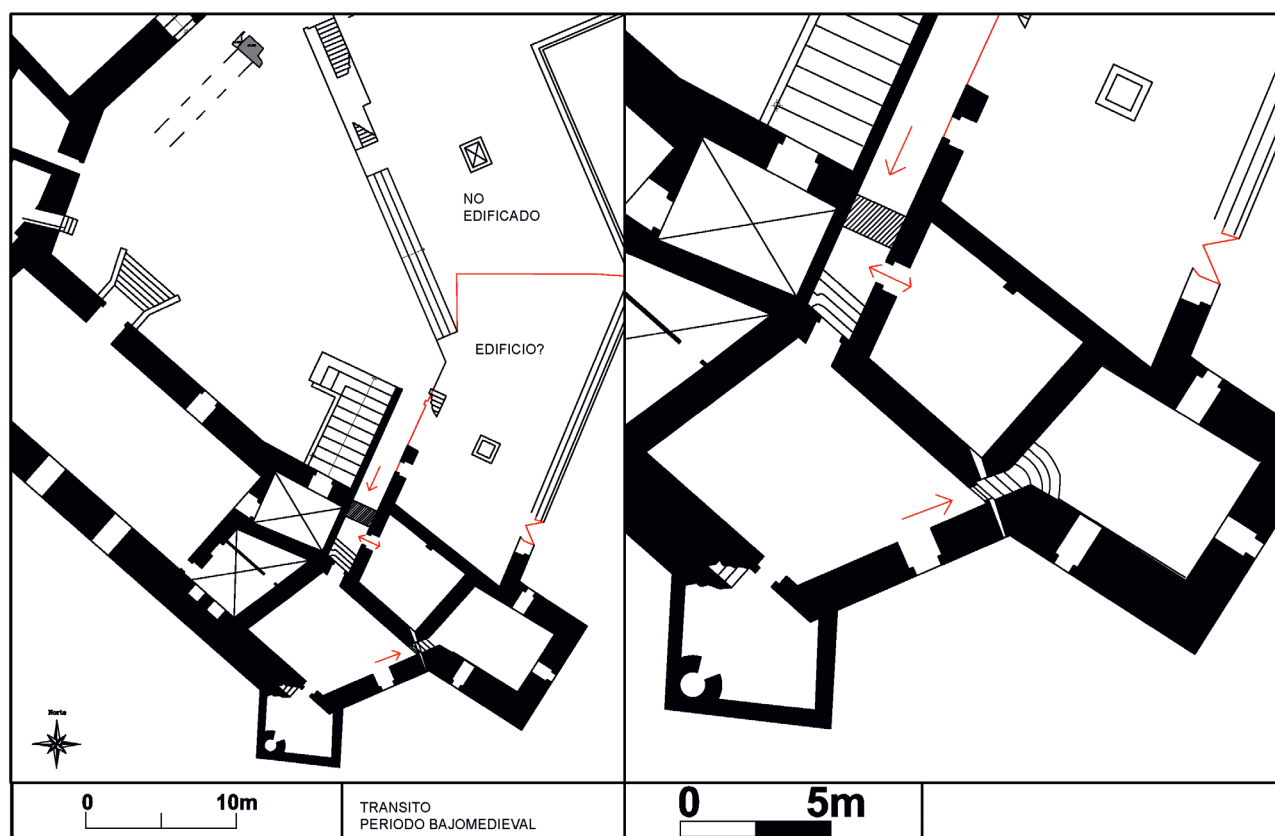 NO
EDIFICADO
EDIFICIO?
Norte
0 10m
TRANSITO
PERIODO BAJOMEDIEVAL
0 5m